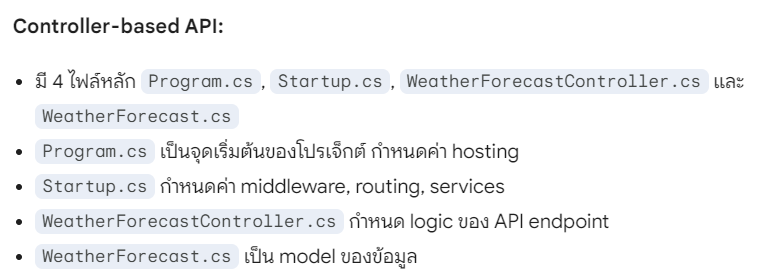 Controller-based API:
• มี 4 ไฟล์หลัก Program.cs, Startup.cs, WeatherForecastController.cs และ
WeatherForecast.cs
• Program.cs เป็นจุดเริ่มต้นของโปรเจ็กต์ กำหนดค่า hosting
• Startup.cs กำหนดค่า middleware, routing, services
• WeatherForecastController.cs กำหนด logic ของ API endpoint
• WeatherForecast.cs เป็น model ของข้อมูล